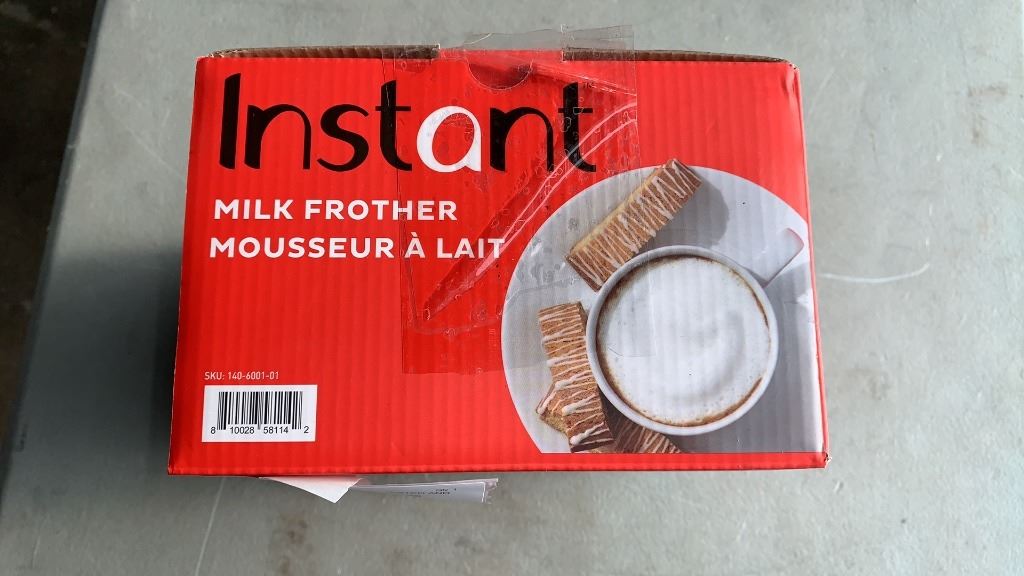 Instant
MILK FROTHER
MOUSSEUR À LAIT
SKU: 140-6001-01
8 10028 58114 2